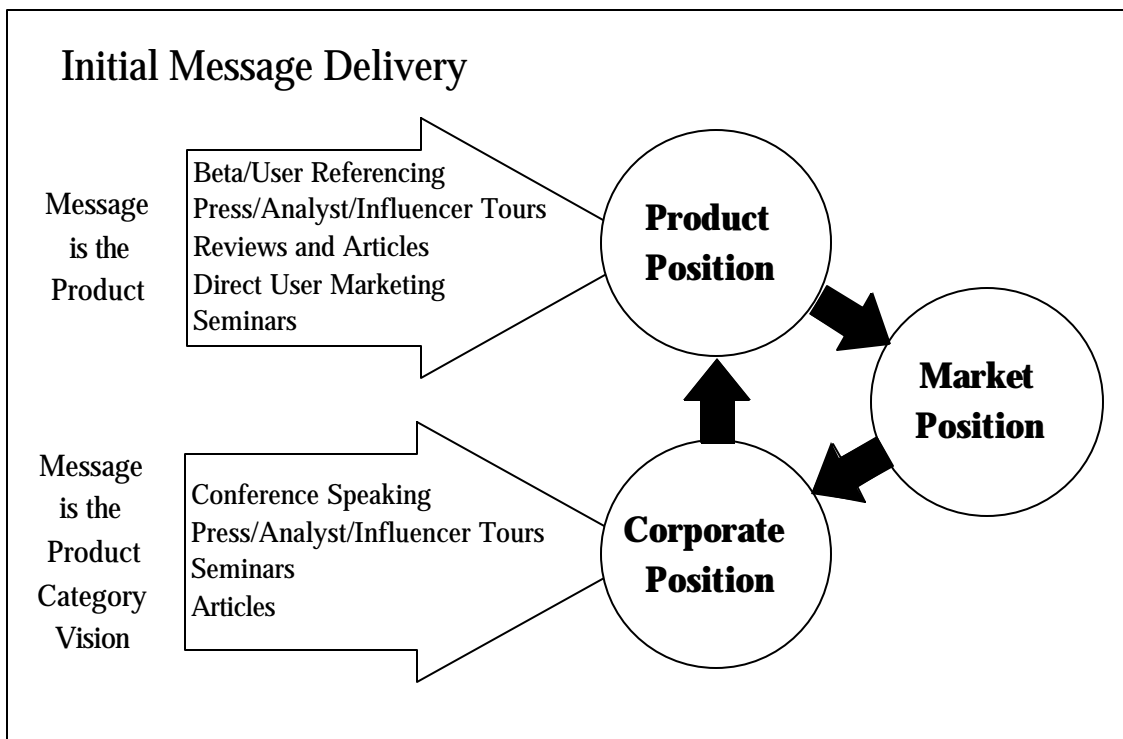 Initial Message Delivery
Message
is the
Product
Beta/User Referencing
Press/Analyst/Influencer Tours
Reviews and Articles
Direct User Marketing
Seminars
Product
Position
Market
Position
Message
is the
Product
Category
Vision
Conference Speaking
Press/Analyst/Influencer Tours
Seminars
Articles
Corporate
Position